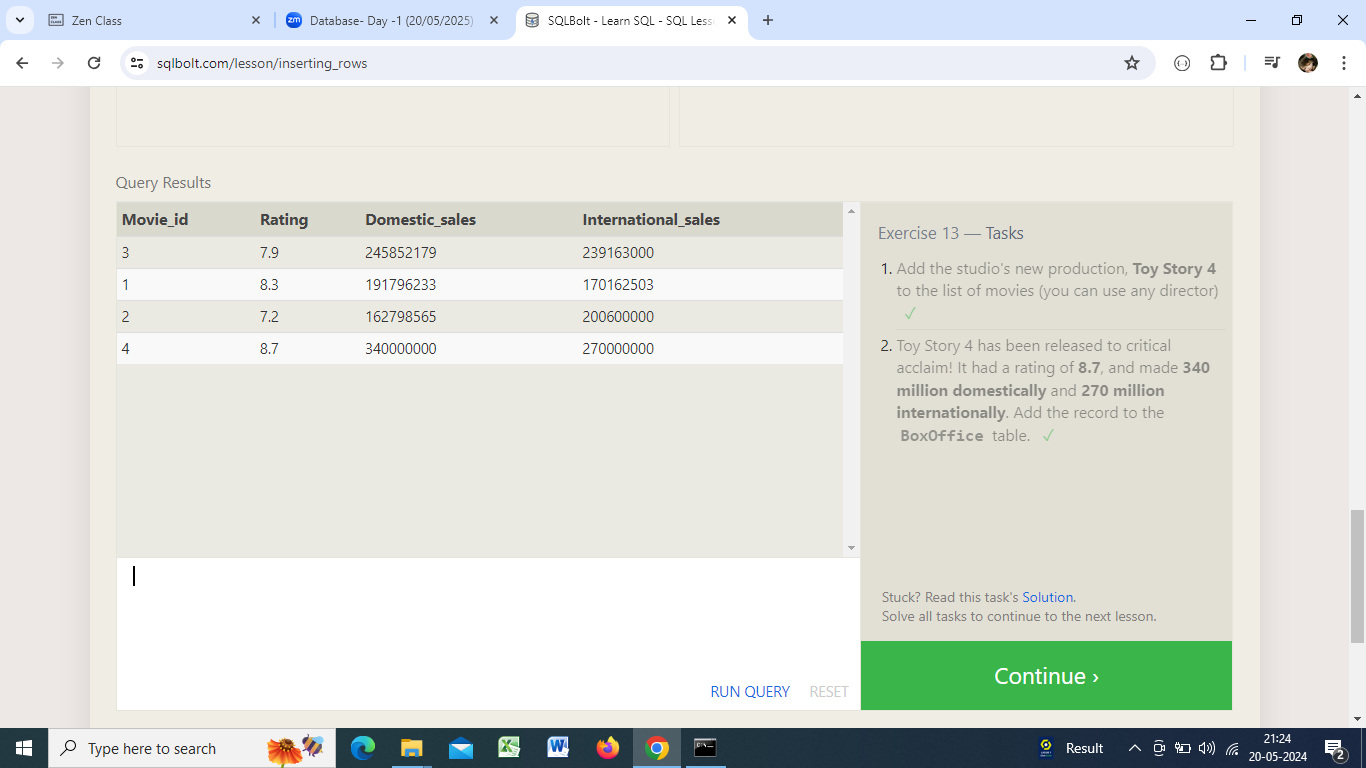 Zen Class
Database- Day -1 (20/05/2025)
SQLBolt - Learn SQL - SQL Less
sqlbolt.com/lesson/inserting_rows
Query Results
Movie_id Rating Domestic_sales International_sales
3 7.9 245852179 239163000
1 8.3 191796233 170162503
2 7.2 162798565 200600000
4 8.7 340000000 270000000
Exercise 13 — Tasks
1. Add the studio's new production, Toy Story 4
to the list of movies (you can use any director)
✓
2. Toy Story 4 has been released to critical
acclaim! It had a rating of 8.7, and made 340
million domestically and 270 million
internationally. Add the record to the
BoxOffice table. ✓
Stuck? Read this task's Solution.
Solve all tasks to continue to the next lesson.
RUN QUERY RESET
Continue ›
Type here to search
Result
21:24
20-05-2024
2